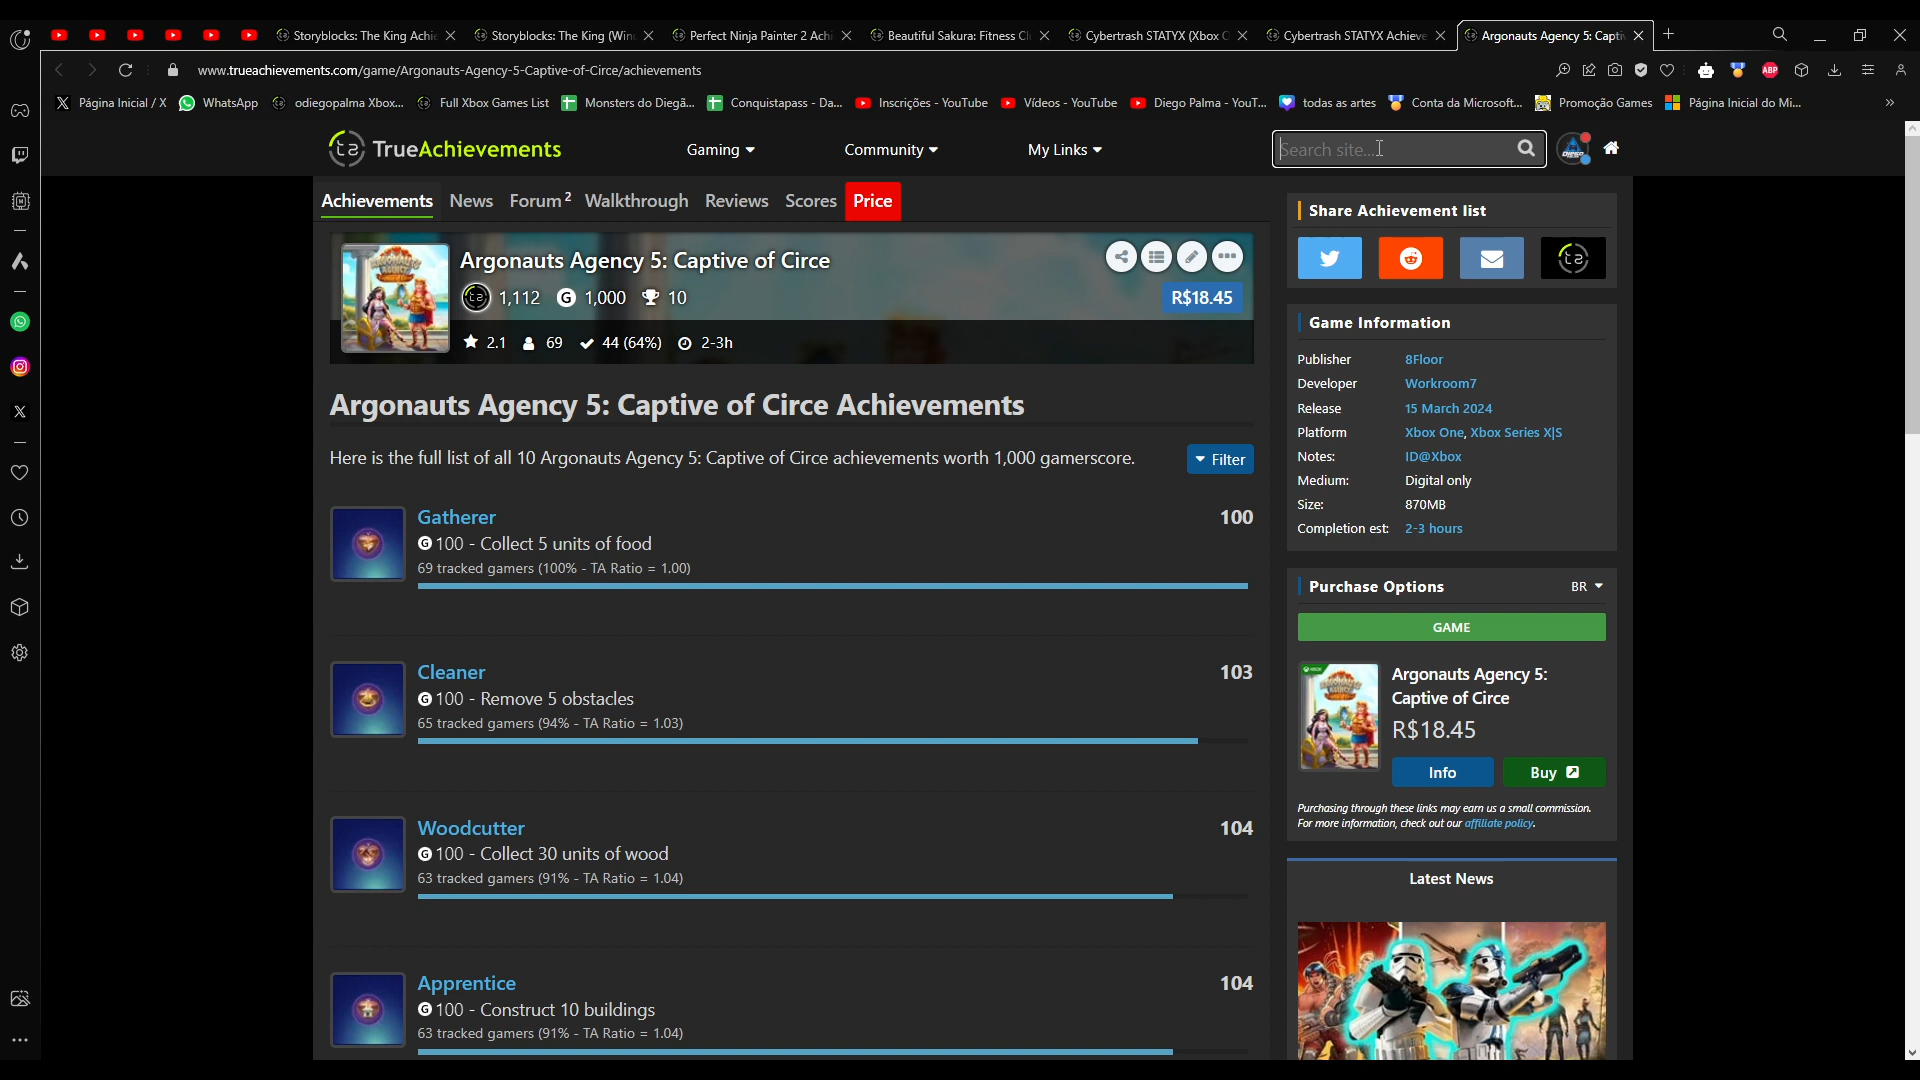 Storyblocks: The King Achi
Storyblocks: The King (Win
Perfect Ninja Painter 2 Ach
Beautiful Sakura: Fitness Cl
Cybertrash STATYX (Xbox O
Cybertrash STATYX Achieve
Argonauts Agency 5: Capti
www.trueachievements.com/game/Argonauts-Agency-5-Captive-of-Circe/achievements
ABP
Página Inicial / X
WhatsApp
odiegopalma Xbox...
Full Xbox Games List
Monsters do Diegã...
Conquistapass - Da...
Inscrições - YouTube
Vídeos - YouTube
Diego Palma - YouT...
todas as artes
Conta da Microsoft...
Promoção Games
Página Inicial do Mi...
TrueAchievements
Gaming
Community
My Links
Search site...
Achievements
News
Forum 2
Walkthrough
Reviews
Scores
Price
Argonauts Agency 5: Captive of Circe
1,112
G 1,000
10
R$18.45
2.1
69
44 (64%)
2-3h
Argonauts Agency 5: Captive of Circe Achievements
Here is the full list of all 10 Argonauts Agency 5: Captive of Circe achievements worth 1,000 gamerscore.
Filter
Gatherer
100
G 100 - Collect 5 units of food
69 tracked gamers (100% - TA Ratio = 1.00)
Cleaner
103
G 100 - Remove 5 obstacles
65 tracked gamers (94% - TA Ratio = 1.03)
Woodcutter
104
G 100 - Collect 30 units of wood
63 tracked gamers (91% - TA Ratio = 1.04)
Apprentice
104
G 100 - Construct 10 buildings
63 tracked gamers (91% - TA Ratio = 1.04)
Share Achievement list
Game Information
Publisher 8Floor
Developer Workroom7
Release 15 March 2024
Platform Xbox One, Xbox Series X|S
Notes: ID@Xbox
Medium: Digital only
Size: 870MB
Completion est: 2-3 hours
Purchase Options
BR
GAME
Argonauts Agency 5:
Captive of Circe
R$18.45
Info
Buy
Purchasing through these links may earn us a small commission.
For more information, check out our affiliate policy.
Latest News